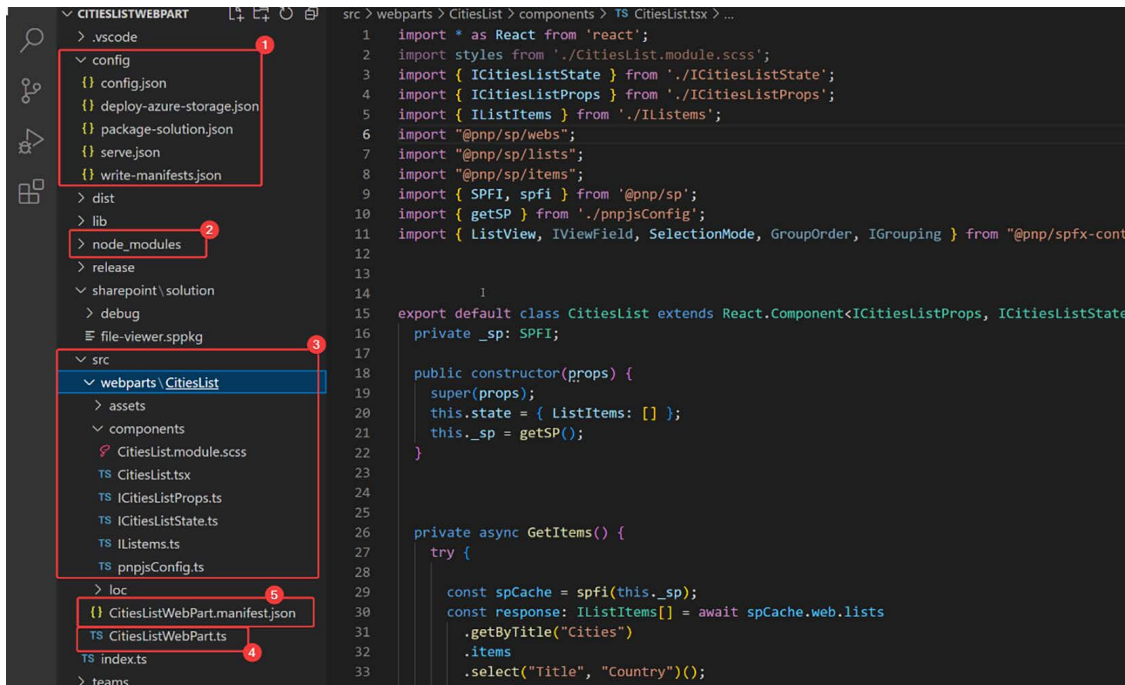 CITIESLISTWEBPART
.vscode
1
config
{} config.json
{} deploy-azure-storage.json
{} package-solution.json
{} serve.json
{} write-manifests.json
dist
lib
2
node_modules
release
sharepoint\solution
debug
file-viewer.sppkg
3
src
webparts\CitiesList
assets
components
CitiesList.module.scss
TS CitiesList.tsx
TS ICitiesListProps.ts
TS ICitiesListState.ts
TS IListems.ts
TS pnpjsConfig.ts
loc
5
{} CitiesListWebPart.manifest.json
TS CitiesListWebPart.ts
4
TS index.ts
teams
src > webparts > CitiesList > components > TS CitiesList.tsx > ...
1 import * as React from 'react';
2 import styles from './CitiesList.module.scss';
3 import { ICitiesListState } from './ICitiesListState';
4 import { ICitiesListProps } from './ICitiesListProps';
5 import { IListItems } from './IListems';
6 import "@pnp/sp/webs";
7 import "@pnp/sp/lists";
8 import "@pnp/sp/items";
9 import { SPFI, spfi } from '@pnp/sp';
10 import { getSP } from './pnpjsConfig';
11 import { ListView, IViewField, SelectionMode, GroupOrder, IGrouping } from "@pnp/spfx-cont
12
13
14
15 export default class CitiesList extends React.Component<ICitiesListProps, ICitiesListState
16 private _sp: SPFI;
17
18 public constructor(props) {
19 super(props);
20 this.state = { ListItems: [] };
21 this._sp = getSP();
22 }
23
24
25
26 private async GetItems() {
27 try {
28
29 const spCache = spfi(this._sp);
30 const response: IListItems[] = await spCache.web.lists
31 .getByTitle("Cities")
32 .items
33 .select("Title", "Country")();